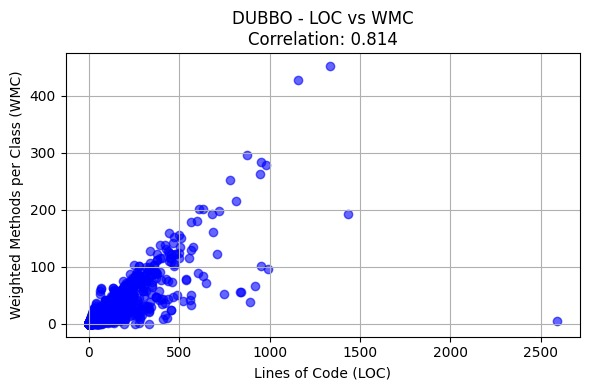 DUBBO - LOC vs WMC
Correlation: 0.814
Weighted Methods per Class (WMC)
400
300
200
100
0
0 500 1000 1500 2000 2500
Lines of Code (LOC)